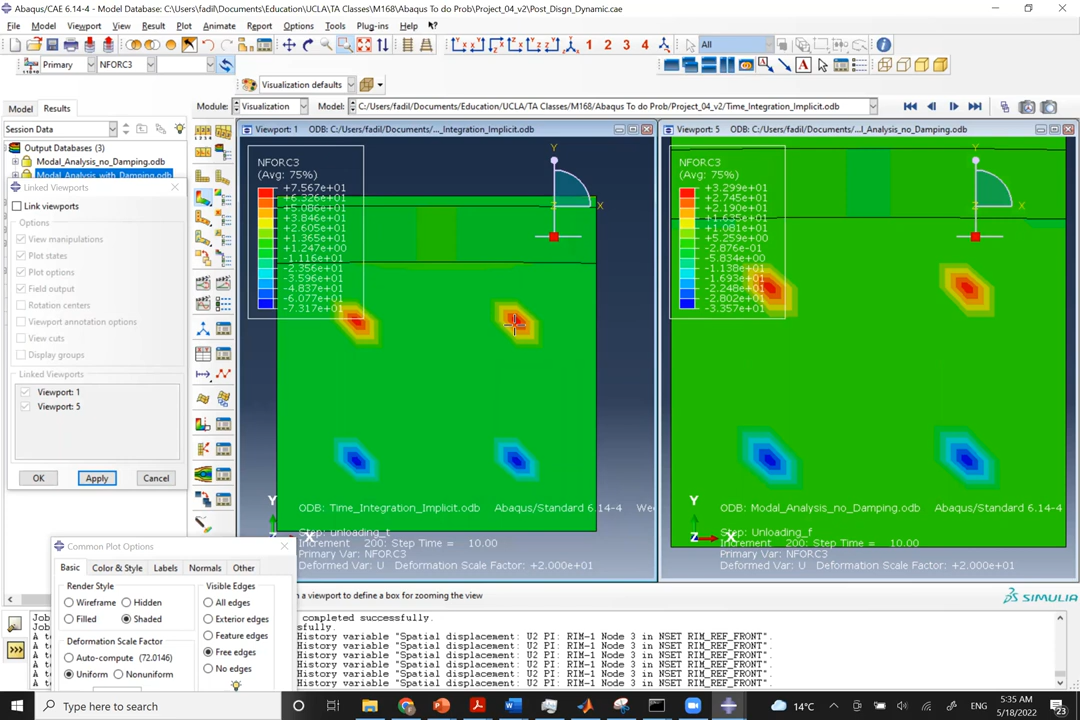 Abaqus/CAE 6.14-4 - Model Database: C:\Users\fadil\Documents\Education\UCLA\TA Classes\M168\Abaqus To do Prob\Project_04_v2\Post_Disgn_Dynamic.cae
File Model Viewport View Result Plot Animate Report Options Tools Plug-ins Help
1 2 3 4 All
Primary NFORC3
Visualization defaults
Model Results Module: Visualization Model: C:/Users/fadil/Documents/Education/UCLA/TA Classes/M168/Abaqus To do Prob/Project_04_v2/Time_Integration_Implicit.odb
Session Data
Output Databases (3)
Modal_Analysis_no_Damping.odb
Modal_Analysis_with_Damping.odb
Linked Viewports
Link viewports
Options
View manipulations
Plot states
Plot options
Field output
Rotation centers
Viewport annotation options
View cuts
Display groups
Linked Viewports
Viewport: 1
Viewport: 5
OK Apply Cancel
Viewport: 1 ODB: C:/Users/fadil/Documents/..._Integration_Implicit.odb
NFORC3
(Avg: 75%)
+7.567e+01
+6.326e+01
+5.086e+01
+3.846e+01
+2.605e+01
+1.365e+01
+1.247e+00
-1.116e+01
-2.356e+01
-3.596e+01
-4.837e+01
-6.077e+01
-7.317e+01
Y
X
Z
Y
Z
X
ODB: Time_Integration_Implicit.odb Abaqus/Standard 6.14-4 We
Step: unloading_t
Increment 200: Step Time = 10.00
Primary Var: NFORC3
Deformed Var: U Deformation Scale Factor: +2.000e+01
Viewport: 5 ODB: C:/Users/fadil/Documents/...l_Analysis_no_Damping.odb
NFORC3
(Avg: 75%)
+3.299e+01
+2.745e+01
+2.190e+01
+1.635e+01
+1.081e+01
+5.259e+00
-2.876e-01
-5.834e+00
-1.138e+01
-1.693e+01
-2.248e+01
-2.802e+01
-3.357e+01
Y
X
Z
Y
Z
X
ODB: Modal_Analysis_no_Damping.odb Abaqus/Standard 6.14-4
Step: Unloading_f
Increment 200: Step Time = 10.00
Primary Var: NFORC3
Deformed Var: U Deformation Scale Factor: +2.000e+01
Common Plot Options
Basic Color & Style Labels Normals Other
Render Style
Wireframe Hidden
Filled Shaded
Deformation Scale Factor
Auto-compute (72.0146)
Uniform Nonuniform
Visible Edges
All edges
Exterior edges
Feature edges
Free edges
No edges
n a viewport to define a box for zooming the view
SIMULIA
Job
Job
A t
A t
A t
A t
A t
completed successfully.
sfully.
History variable "Spatial displacement: U2 PI: RIM-1 Node 3 in NSET RIM_REF_FRONT".
History variable "Spatial displacement: U2 PI: RIM-1 Node 3 in NSET RIM_REF_FRONT".
History variable "Spatial displacement: U2 PI: RIM-1 Node 3 in NSET RIM_REF_FRONT".
History variable "Spatial displacement: U2 PI: RIM-1 Node 3 in NSET RIM_REF_FRONT".
History variable "Spatial displacement: U2 PI: RIM-1 Node 3 in NSET RIM_REF_FRONT".
Type here to search
14°C
ENG
5:35 AM
5/18/2022
23